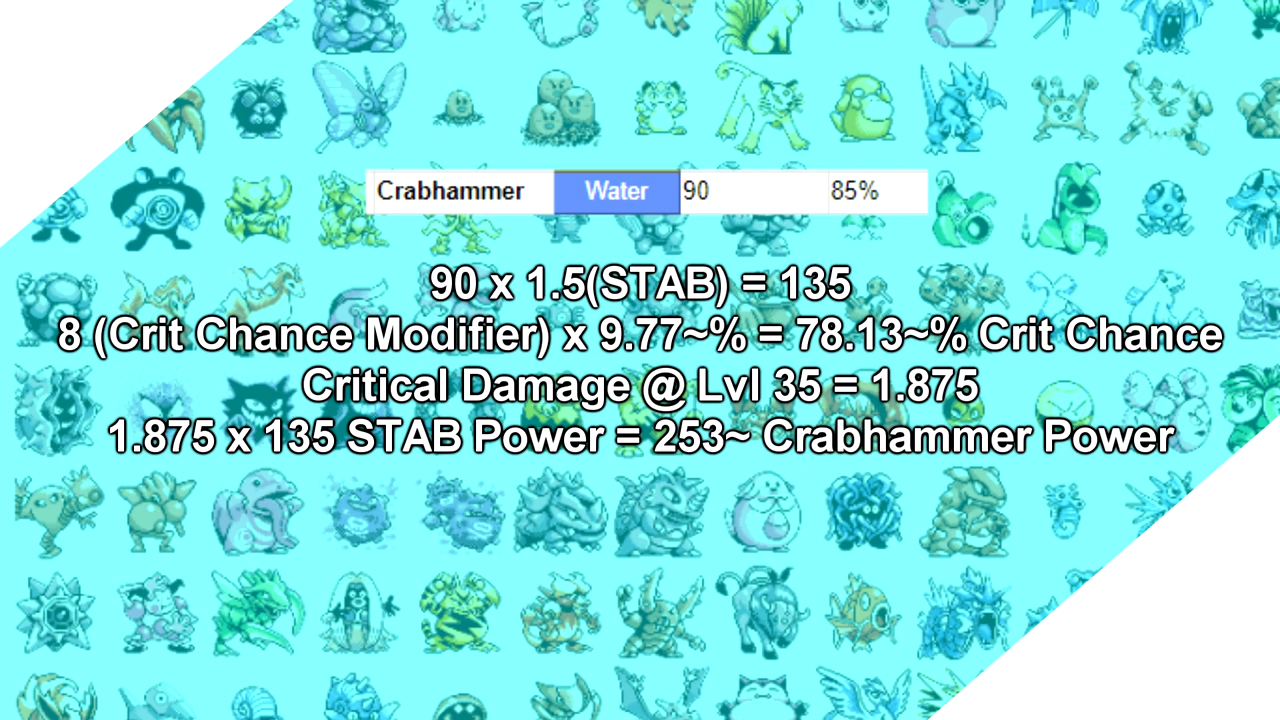 Crabhammer Water 90 85%
90 x 1.5(STAB) = 135
8 (Crit Chance Modifier) x 9.77~% = 78.13~% Crit Chance
Critical Damage @ Lvl 35 = 1.875
1.875 x 135 STAB Power = 253~ Crabhammer Power